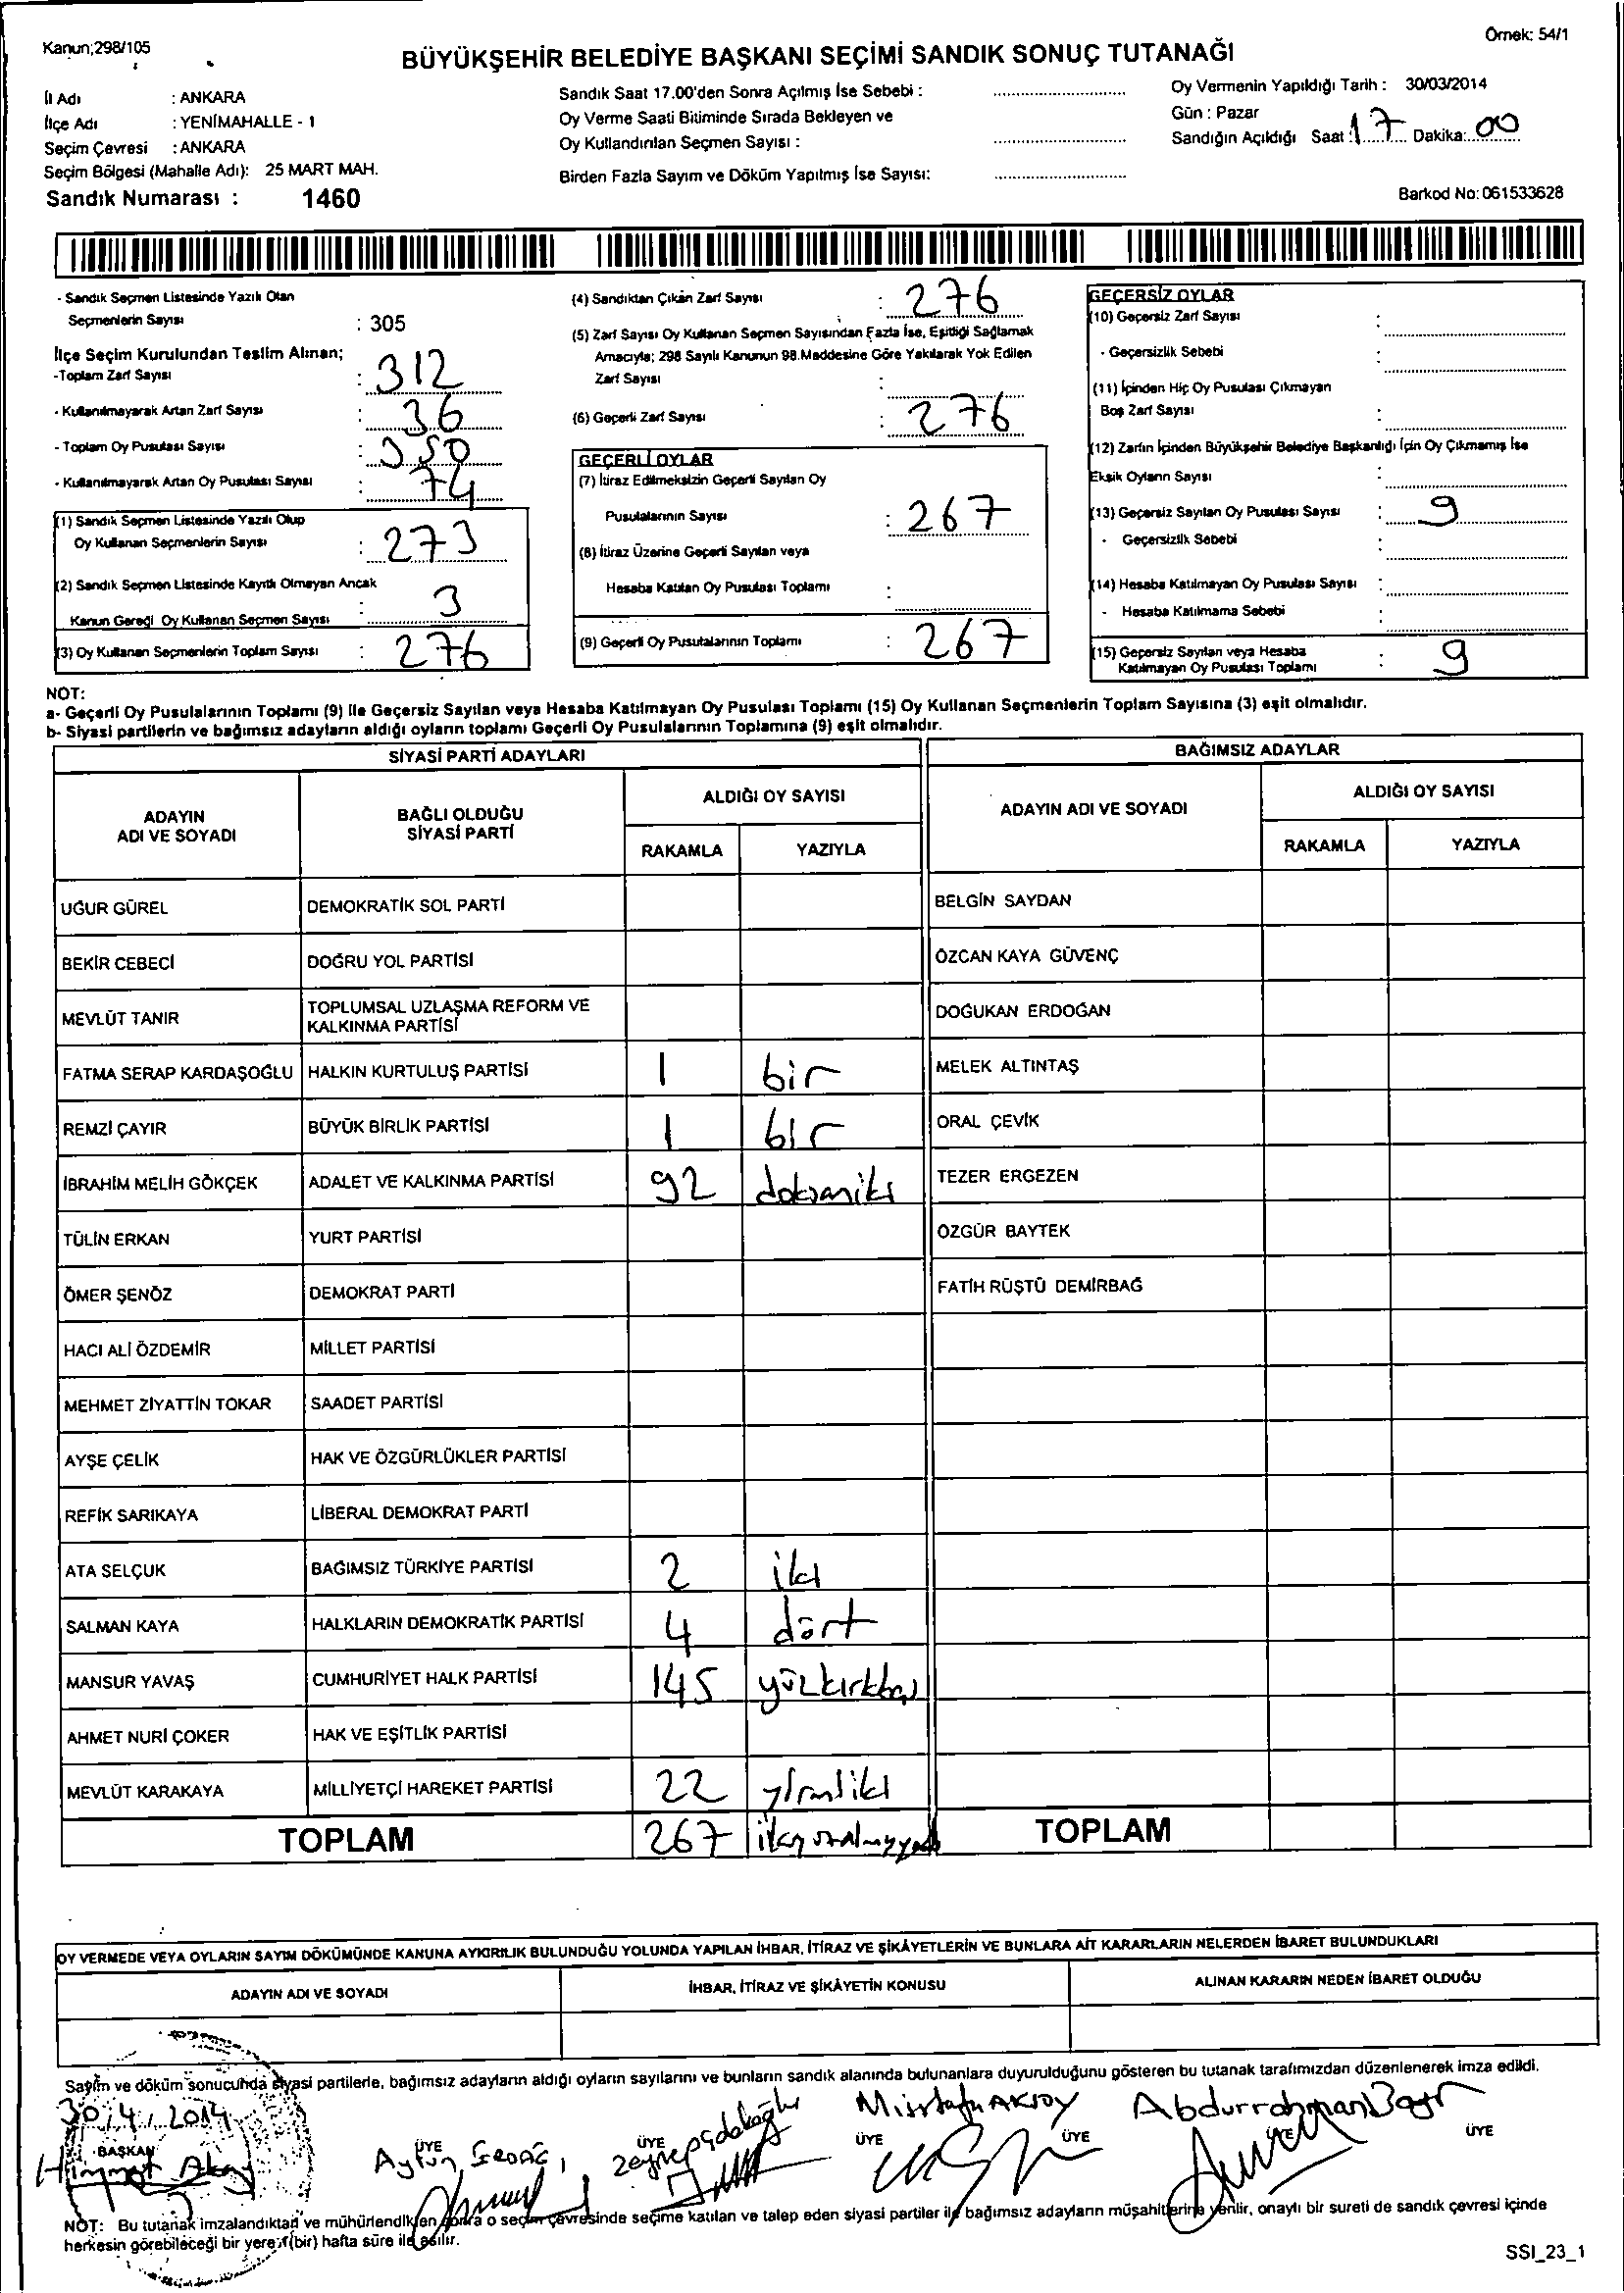 Kanun;298/105
Örnek: 54/1
BÜYÜKŞEHİR BELEDİYE BAŞKANI SEÇİMİ SANDIK SONUÇ TUTANAĞI
İl Adı : ANKARA
İlçe Adı : YENİMAHALLE - 1
Seçim Çevresi : ANKARA
Seçim Bölgesi (Mahalle Adı): 25 MART MAH.
Sandık Numarası : 1460
Sandık Saat 17.00'den Sonra Açılmış İse Sebebi :
Oy Verme Saati Bitiminde Sırada Bekleyen ve
Oy Kullandırılan Seçmen Sayısı :
Birden Fazla Sayım ve Döküm Yapılmış İse Sayısı:
Oy Vermenin Yapıldığı Tarih : 30/03/2014
Gün : Pazar
Sandığın Açıldığı Saat : 17 Dakika: 00
Barkod No: 061533628
- Sandık Seçmen Listesinde Yazılı Olan
Seçmenlerin Sayısı : 305
İlçe Seçim Kurulundan Teslim Alınan;
-Toplam Zarf Sayısı : 312
- Kullanılmayarak Artan Zarf Sayısı : 36
- Toplam Oy Pusulası Sayısı : 350
- Kullanılmayarak Artan Oy Pusulası Sayısı : 74
(1) Sandık Seçmen Listesinde Yazılı Olup
Oy Kullanan Seçmenlerin Sayısı : 273
(2) Sandık Seçmen Listesinde Kayıtlı Olmayan Ancak
Kanun Gereği Oy Kullanan Seçmen Sayısı : 3
(3) Oy Kullanan Seçmenlerin Toplam Sayısı : 276
(4) Sandıktan Çıkan Zarf Sayısı : 276
(5) Zarf Sayısı Oy Kullanan Seçmen Sayısından Fazla İse, Eşitliği Sağlamak
Amacıyla; 298 Sayılı Kanunun 98.Maddesine Göre Yakılarak Yok Edilen
Zarf Sayısı :
(6) Geçerli Zarf Sayısı : 276
GEÇERLİ OYLAR
(7) İtiraz Edilmeksizin Geçerli Sayılan Oy
Pusulalarının Sayısı : 267
(8) İtiraz Üzerine Geçerli Sayılan veya
Hesaba Katılan Oy Pusulası Toplamı :
(9) Geçerli Oy Pusulalarının Toplamı : 267
GEÇERSİZ OYLAR
(10) Geçersiz Zarf Sayısı :
- Geçersizlik Sebebi :
(11) İçinden Hiç Oy Pusulası Çıkmayan
Boş Zarf Sayısı :
(12) Zarfın İçinden Büyükşehir Belediye Başkanlığı İçin Oy Çıkmamış İse
Eksik Oyların Sayısı :
(13) Geçersiz Sayılan Oy Pusulası Sayısı : 9
- Geçersizlik Sebebi :
(14) Hesaba Katılmayan Oy Pusulası Sayısı :
- Hesaba Katılmama Sebebi :
(15) Geçersiz Sayılan veya Hesaba
Katılmayan Oy Pusulası Toplamı : 9
NOT:
a- Geçerli Oy Pusulalarının Toplamı (9) ile Geçersiz Sayılan veya Hesaba Katılmayan Oy Pusulası Toplamı (15) Oy Kullanan Seçmenlerin Toplam Sayısına (3) eşit olmalıdır.
b- Siyasi partilerin ve bağımsız adayların aldığı oyların toplamı Geçerli Oy Pusulalarının Toplamına (9) eşit olmalıdır.
SİYASİ PARTİ ADAYLARI
BAĞIMSIZ ADAYLAR
ADAYIN
ADI VE SOYADI
BAĞLI OLDUĞU
SİYASİ PARTİ
ALDIĞI OY SAYISI
RAKAMLA YAZIYLA
ADAYIN ADI VE SOYADI
ALDIĞI OY SAYISI
RAKAMLA YAZIYLA
UĞUR GÜREL DEMOKRATİK SOL PARTİ BELGİN SAYDAN
BEKİR CEBECİ DOĞRU YOL PARTİSİ ÖZCAN KAYA GÜVENÇ
MEVLÜT TANIR TOPLUMSAL UZLAŞMA REFORM VE
KALKINMA PARTİSİ DOĞUKAN ERDOĞAN
FATMA SERAP KARDAŞOĞLU HALKIN KURTULUŞ PARTİSİ 1 bir MELEK ALTINTAŞ
REMZİ ÇAYIR BÜYÜK BİRLİK PARTİSİ 1 bir ORAL ÇEVİK
İBRAHİM MELİH GÖKÇEK ADALET VE KALKINMA PARTİSİ 92 doksaniki TEZER ERGEZEN
TÜLİN ERKAN YURT PARTİSİ ÖZGÜR BAYTEK
ÖMER ŞENÖZ DEMOKRAT PARTİ FATİH RÜŞTÜ DEMİRBAĞ
HACI ALİ ÖZDEMİR MİLLET PARTİSİ
MEHMET ZİYATTİN TOKAR SAADET PARTİSİ
AYŞE ÇELİK HAK VE ÖZGÜRLÜKLER PARTİSİ
REFİK SARIKAYA LİBERAL DEMOKRAT PARTİ
ATA SELÇUK BAĞIMSIZ TÜRKİYE PARTİSİ 2 iki
SALMAN KAYA HALKLARIN DEMOKRATİK PARTİSİ 4 dört
MANSUR YAVAŞ CUMHURİYET HALK PARTİSİ 145 yüzkırkbeş
AHMET NURİ ÇOKER HAK VE EŞİTLİK PARTİSİ
MEVLÜT KARAKAYA MİLLİYETÇİ HAREKET PARTİSİ 22 yirmiiki
TOPLAM 267 TOPLAM
OY VERMEDE VEYA OYLARIN SAYIM DÖKÜMÜNDE KANUNA AYKIRILIK BULUNDUĞU YOLUNDA YAPILAN İHBAR, İTİRAZ VE ŞİKÂYETLERİN VE BUNLARA AİT KARARLARIN NELERDEN İBARET BULUNDUKLARI
ADAYIN ADI VE SOYADI İHBAR, İTİRAZ VE ŞİKÂYETİN KONUSU ALINAN KARARIN NEDEN İBARET OLDUĞU
Sayım ve döküm sonucunda siyasi partilerle, bağımsız adayların aldığı oyların sayılarını ve bunların sandık alanında bulunanlara duyurulduğunu gösteren bu tutanak tarafımızdan düzenlenerek imza edildi.
30/4/2014
BAŞKAN ÜYE ÜYE ÜYE ÜYE ÜYE ÜYE
Himmet Akay Aytun Zeynep Mustafa AKSOY Abdurrahman
NOT: Bu tutanak imzalandıktan ve mühürlendikten sonra o seçim çevresinde seçime katılan ve talep eden siyasi partiler ile bağımsız adayların müşahitlerine verilir, onaylı bir sureti de sandık çevresi içinde
herkesin görebileceği bir yere 1(bir) hafta süre ile asılır.
SSI_23_1